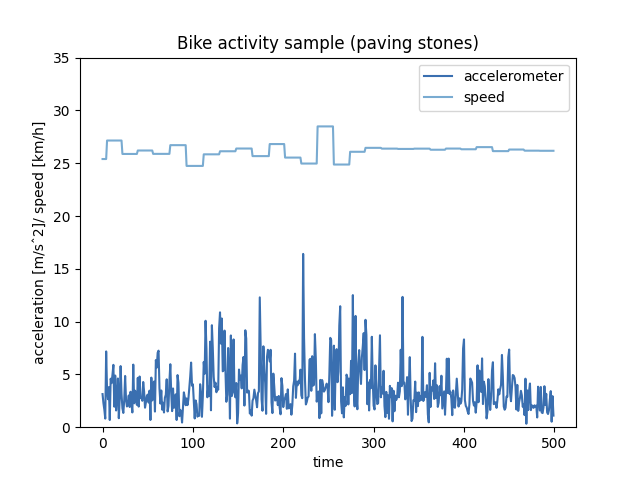 Bike activity sample (paving stones)
accelerometer
speed
35
30
25
20
15
10
5
0
acceleration [m/sˆ2]/ speed [km/h]
0
100
200
300
400
500
time